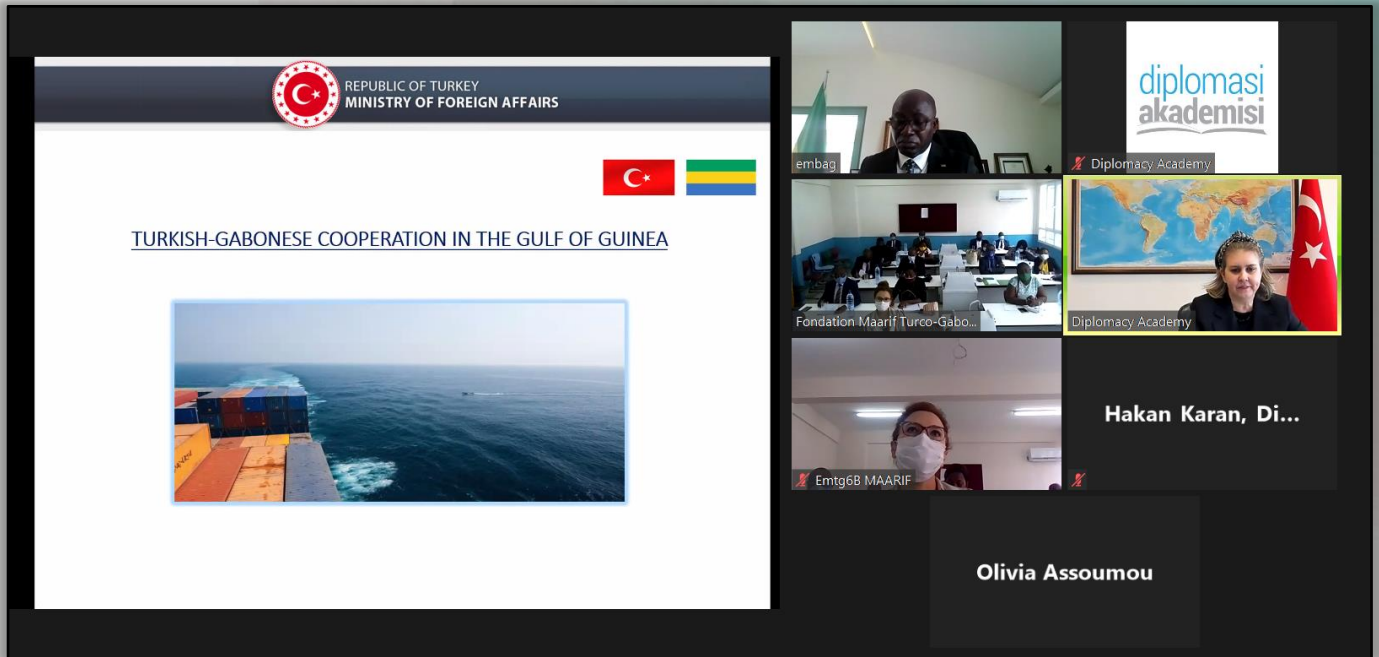 REPUBLIC OF TURKEY
MINISTRY OF FOREIGN AFFAIRS
TURKISH-GABONESE COOPERATION IN THE GULF OF GUINEA
embag
diplomasi
akademisi
Diplomacy Academy
Fondation Maarif Turco-Gabo...
Diplomacy Academy
Emtg6B MAARIF
Hakan Karan, Di...
Olivia Assoumou